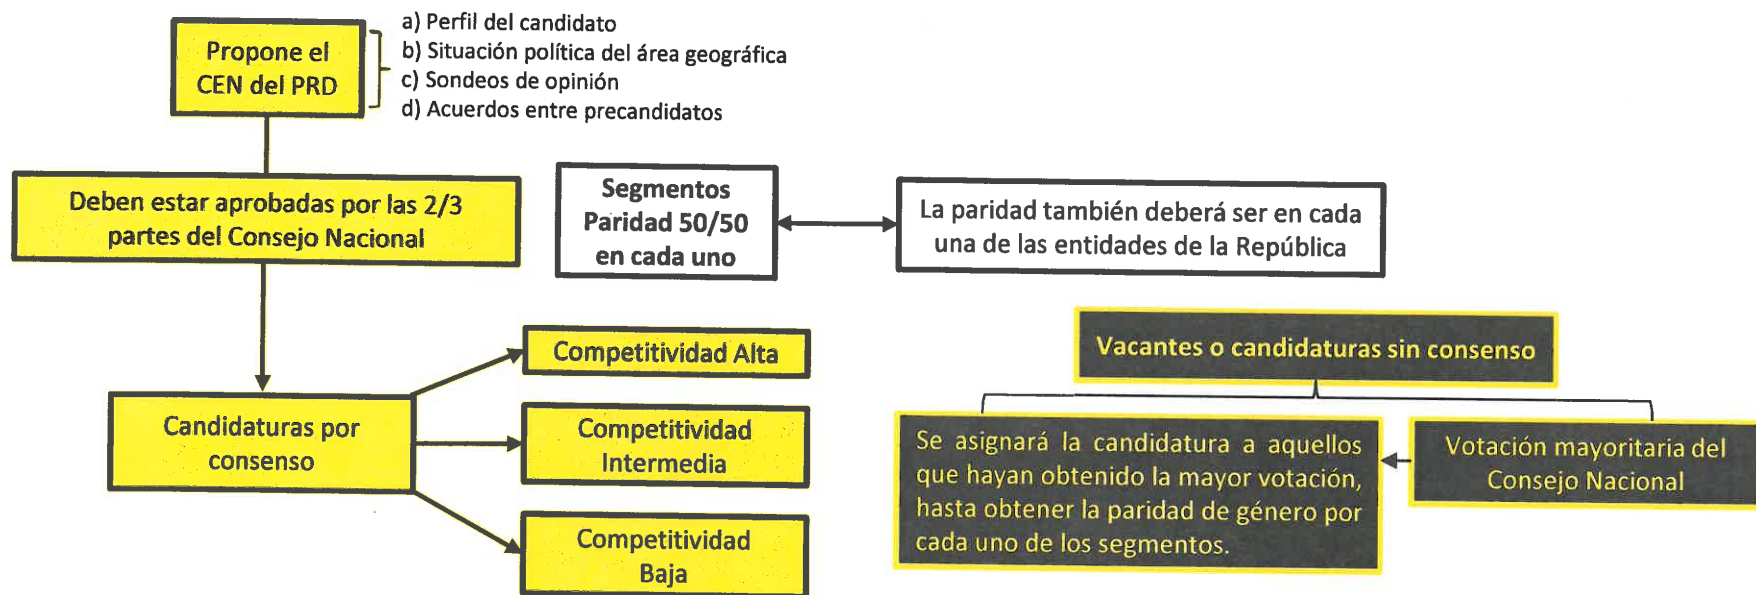 Propone el
CEN del PRD
a) Perfil del candidato
b) Situación política del área geográfica
c) Sondeos de opinión
d) Acuerdos entre precandidatos
Deben estar aprobadas por las 2/3
partes del Consejo Nacional
Segmentos
Paridad 50/50
en cada uno
La paridad también deberá ser en cada
una de las entidades de la República
Candidaturas por
consenso
Competitividad Alta
Competitividad
Intermedia
Competitividad
Baja
Vacantes o candidaturas sin consenso
Se asignará la candidatura a aquellos
que hayan obtenido la mayor votación,
hasta obtener la paridad de género por
cada uno de los segmentos.
Votación mayoritaria del
Consejo Nacional